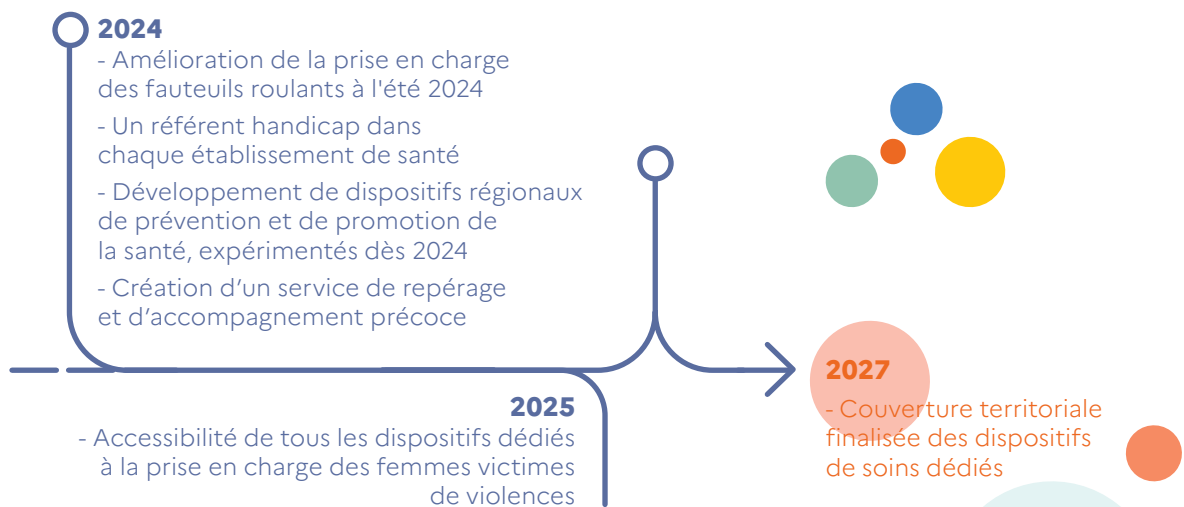 2024
- Amélioration de la prise en charge
des fauteuils roulants à l'été 2024
- Un référent handicap dans
chaque établissement de santé
- Développement de dispositifs régionaux
de prévention et de promotion de
la santé, expérimentés dès 2024
- Création d’un service de repérage
et d’accompagnement précoce
2025
- Accessibilité de tous les dispositifs dédiés
à la prise en charge des femmes victimes
de violences
2027
- Couverture territoriale
finalisée des dispositifs
de soins dédiés